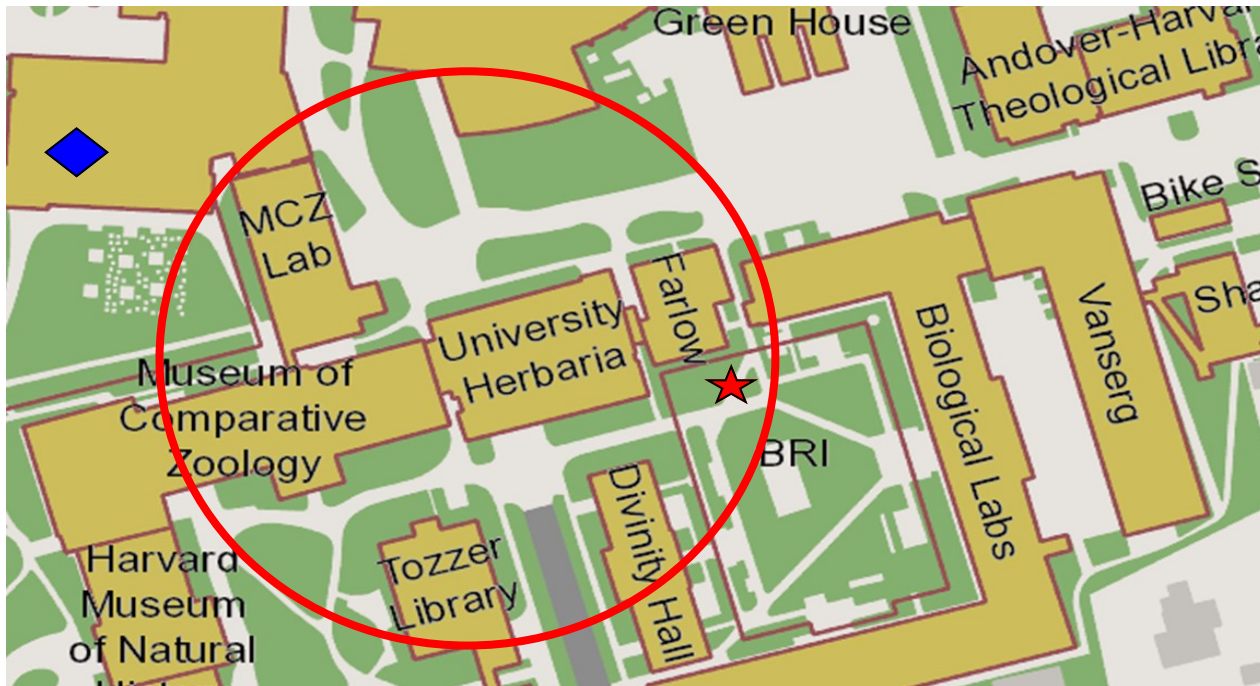 Green House
Andover-Harva
Theological Libra
Bike S
MCZ
Lab
Farlow
University
Herbaria
Sha
Vanserg
Biological Labs
Museum of
Comparative
Zoology
BRI
Divinity Hall
Tozzer
Library
Harvard
Museum
of Natural